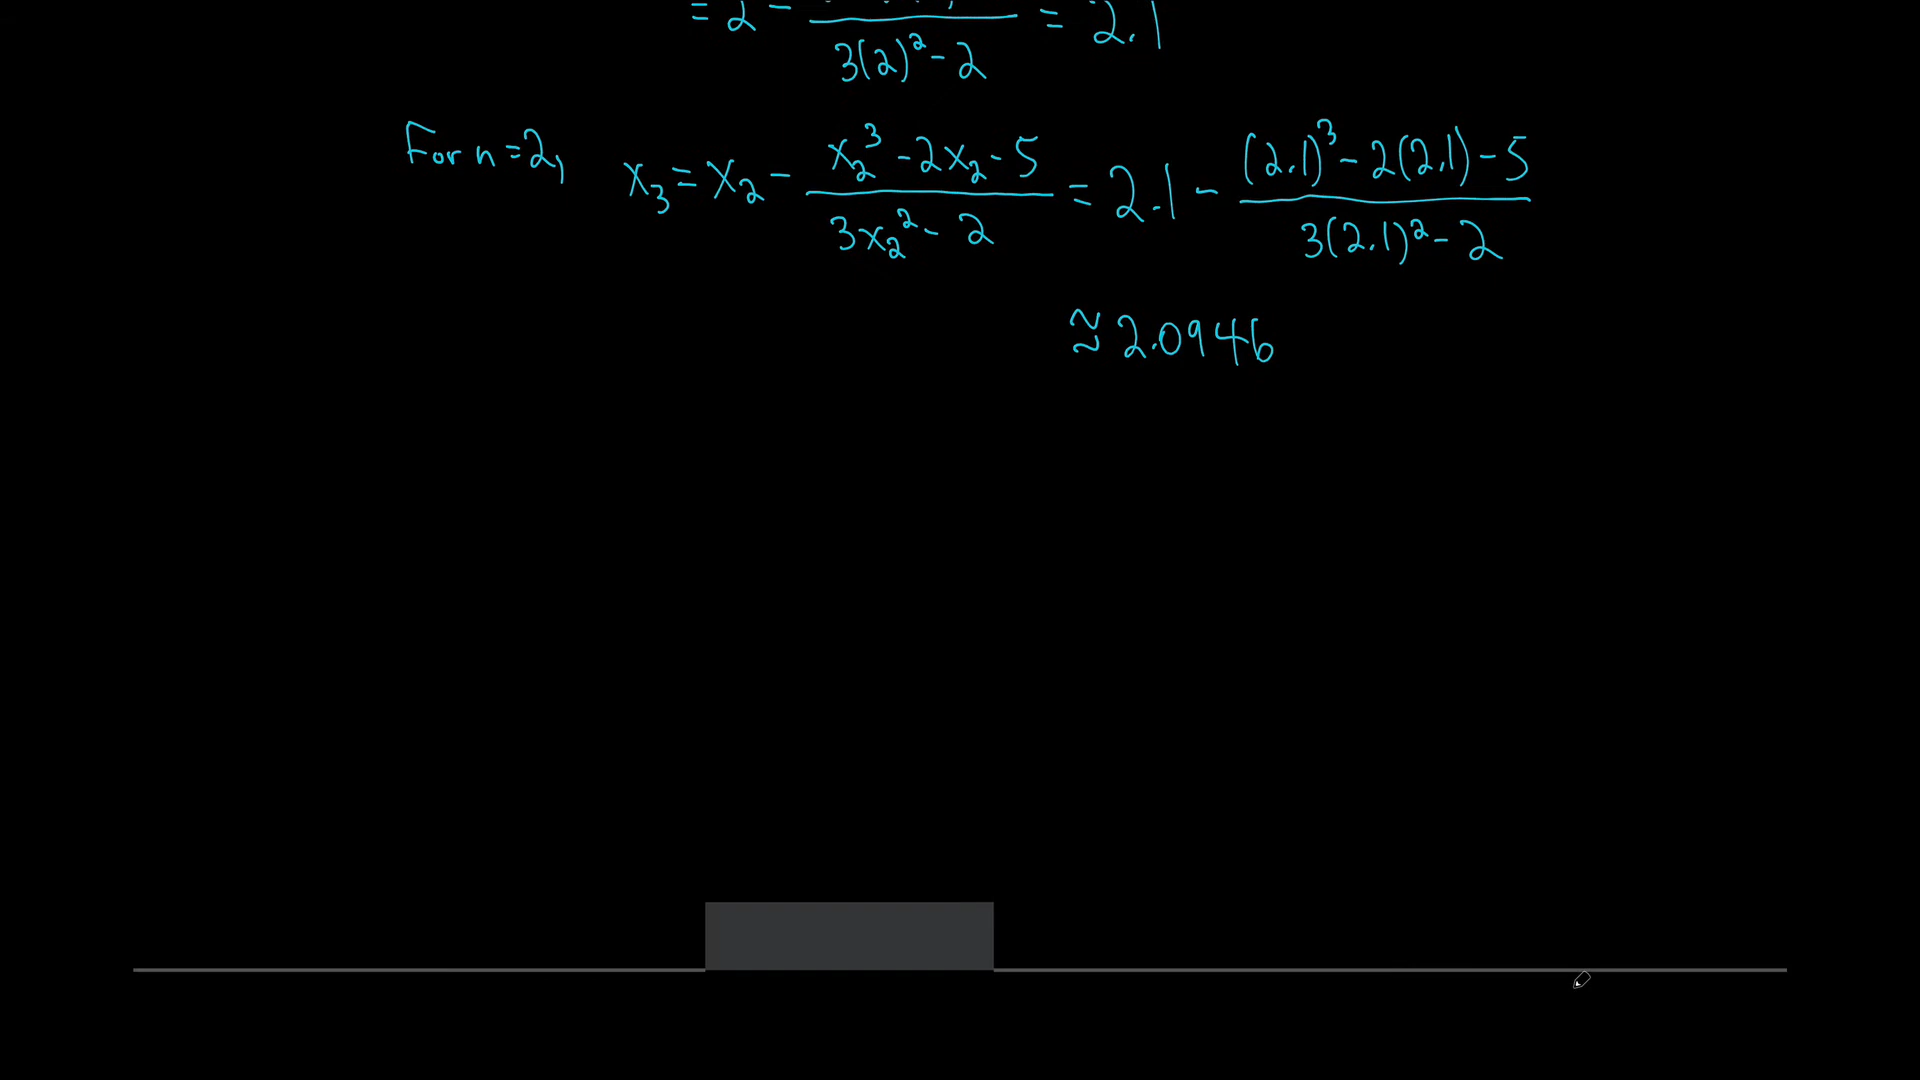 = 2 - ‾‾‾ / (3(2)² - 2) = 2.1
For n = 2, x₃ = x₂ - (x₂³ - 2x₂ - 5) / (3x₂² - 2) = 2.1 - ((2.1)³ - 2(2.1) - 5) / (3(2.1)² - 2)
≅ 2.0946